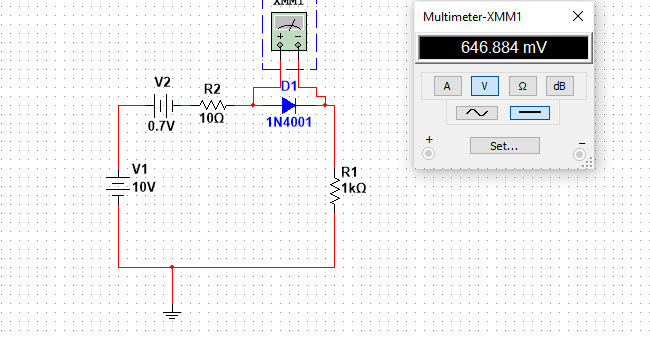 XMM1
Multimeter-XMM1
646.884 mV
A V Ω dB
Set...
+ −
V2
0.7V
R2
10Ω
+ −
D1
1N4001
V1
10V
R1
1kΩ